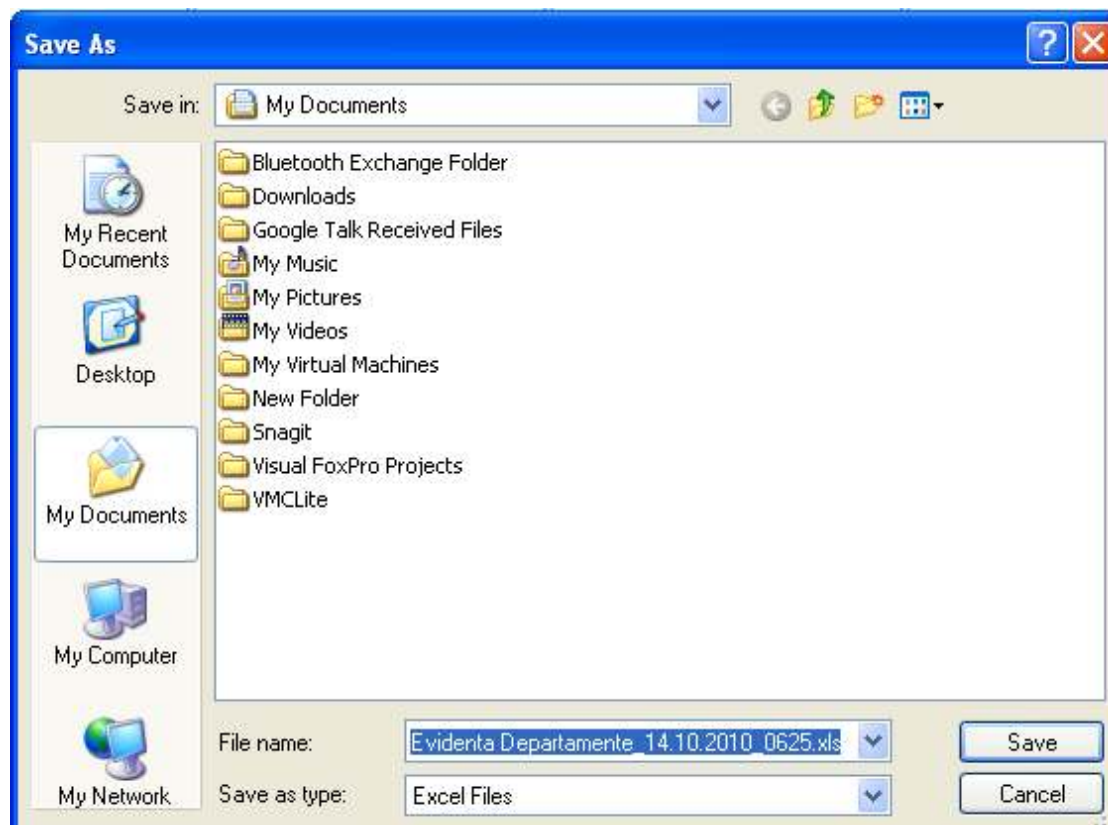 Save As
Save in:
My Documents
My Recent
Documents
Desktop
My Documents
My Computer
My Network
Bluetooth Exchange Folder
Downloads
Google Talk Received Files
My Music
My Pictures
My Videos
My Virtual Machines
New Folder
Snagit
Visual FoxPro Projects
VMCLite
File name:
Evidenta Departamente_14.10.2010_0625.xls
Save
Save as type:
Excel Files
Cancel